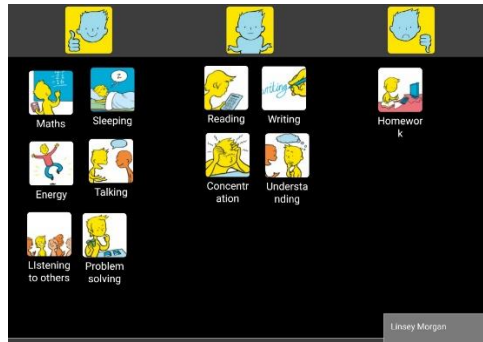 Maths
Sleeping
Reading
writing
Writing
Homewor
k
Energy
Talking
Concentr
ation
Understa
nding
LIstening
to others
Problem
solving
Linsey Morgan